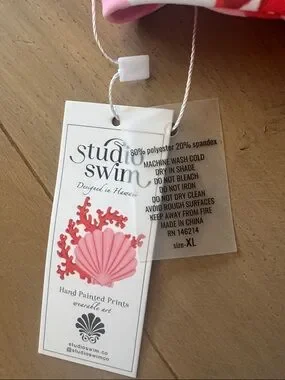 studio
swim
Designed in Hawaii
Hand Painted Prints
wearable art
studioswim.co
@studioswimco
80% polyester 20% spandex
MACHINE WASH COLD
DRY IN SHADE
DO NOT BLEACH
DO NOT IRON
DO NOT DRY CLEAN
AVOID ROUGH SURFACES
KEEP AWAY FROM FIRE
MADE IN CHINA
RN 146214
size-XL